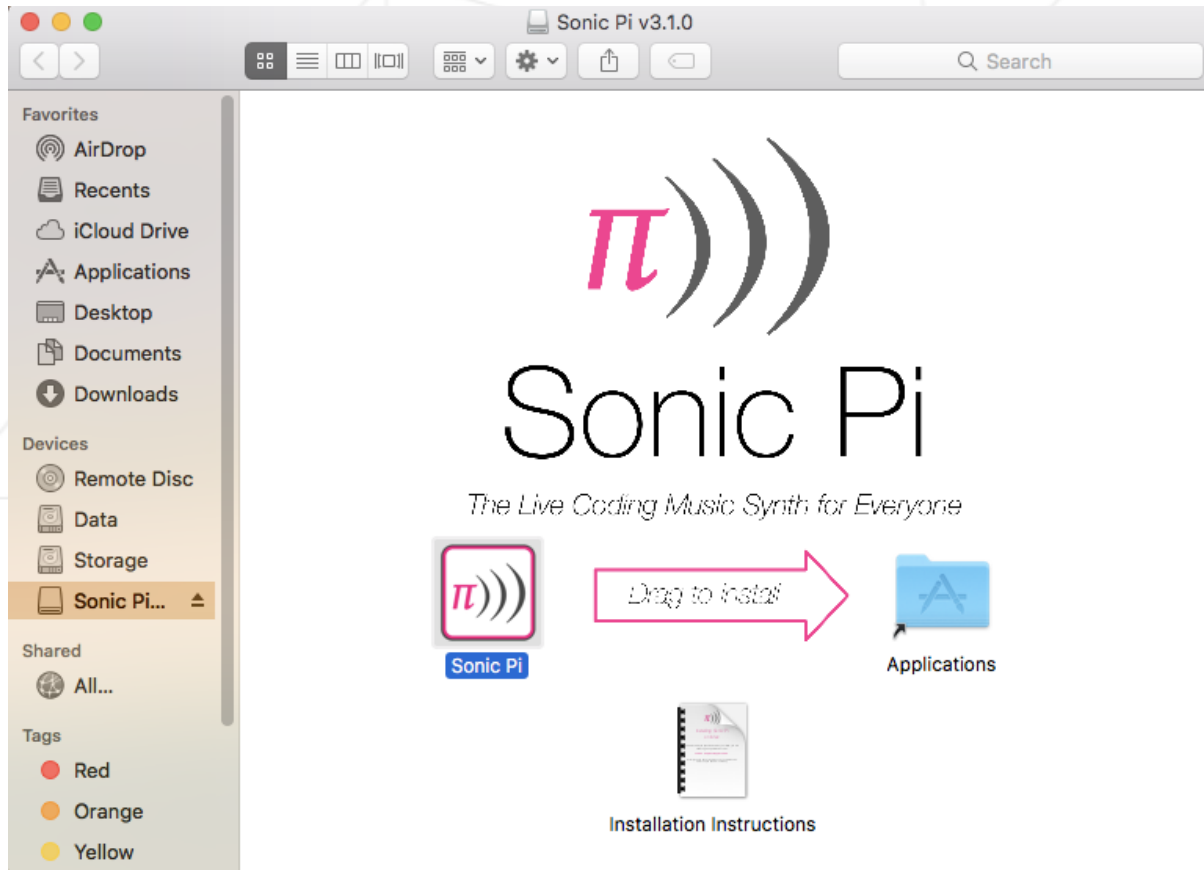 Sonic Pi v3.1.0
Search
Favorites
AirDrop
Recents
iCloud Drive
Applications
Desktop
Documents
Downloads
Devices
Remote Disc
Data
Storage
Sonic Pi...
Shared
All...
Tags
Red
Orange
Yellow
π
Sonic Pi
The Live Coding Music Synth for Everyone
π)))
Drag to install
Sonic Pi
Applications
Installation Instructions